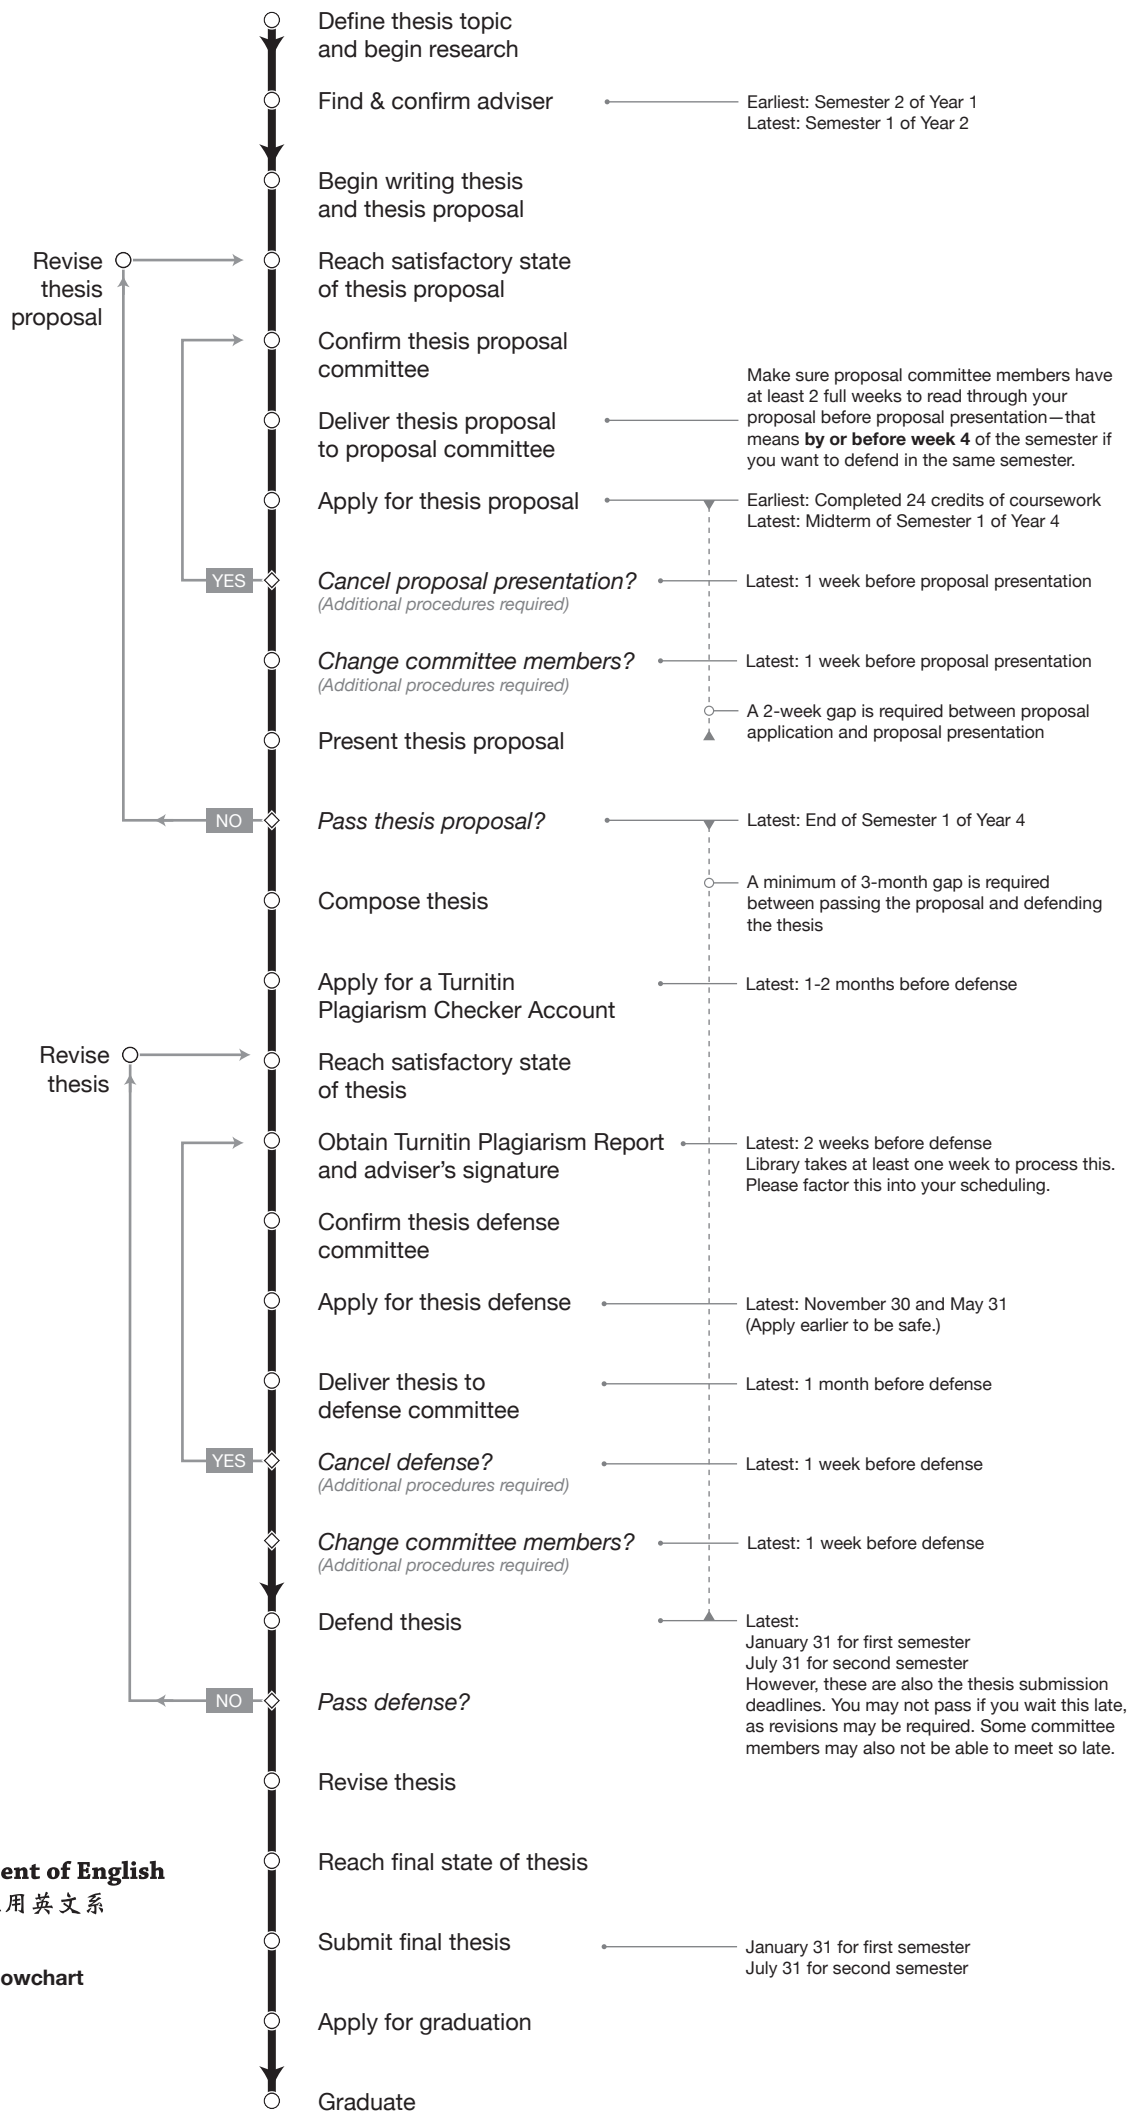 Define thesis topic
and begin research
Find & confirm adviser
Earliest: Semester 2 of Year 1
Latest: Semester 1 of Year 2
Begin writing thesis
and thesis proposal
Revise
thesis
proposal
Reach satisfactory state
of thesis proposal
Confirm thesis proposal
committee
Deliver thesis proposal
to proposal committee
Make sure proposal committee members have
at least 2 full weeks to read through your
proposal before proposal presentation—that
means by or before week 4 of the semester if
you want to defend in the same semester.
Apply for thesis proposal
Earliest: Completed 24 credits of coursework
Latest: Midterm of Semester 1 of Year 4
YES
Cancel proposal presentation?
(Additional procedures required)
Latest: 1 week before proposal presentation
Change committee members?
(Additional procedures required)
Latest: 1 week before proposal presentation
A 2-week gap is required between proposal
application and proposal presentation
Present thesis proposal
NO
Pass thesis proposal?
Latest: End of Semester 1 of Year 4
A minimum of 3-month gap is required
between passing the proposal and defending
the thesis
Compose thesis
Apply for a Turnitin
Plagiarism Checker Account
Latest: 1-2 months before defense
Revise
thesis
Reach satisfactory state
of thesis
Obtain Turnitin Plagiarism Report
and adviser's signature
Latest: 2 weeks before defense
Library takes at least one week to process this.
Please factor this into your scheduling.
Confirm thesis defense
committee
Apply for thesis defense
Latest: November 30 and May 31
(Apply earlier to be safe.)
Deliver thesis to
defense committee
Latest: 1 month before defense
YES
Cancel defense?
(Additional procedures required)
Latest: 1 week before defense
Change committee members?
(Additional procedures required)
Latest: 1 week before defense
Defend thesis
Latest:
January 31 for first semester
July 31 for second semester
However, these are also the thesis submission
deadlines. You may not pass if you wait this late,
as revisions may be required. Some committee
members may also not be able to meet so late.
NO
Pass defense?
Revise thesis
Reach final state of thesis
ent of English
用英文系
Submit final thesis
January 31 for first semester
July 31 for second semester
owchart
Apply for graduation
Graduate